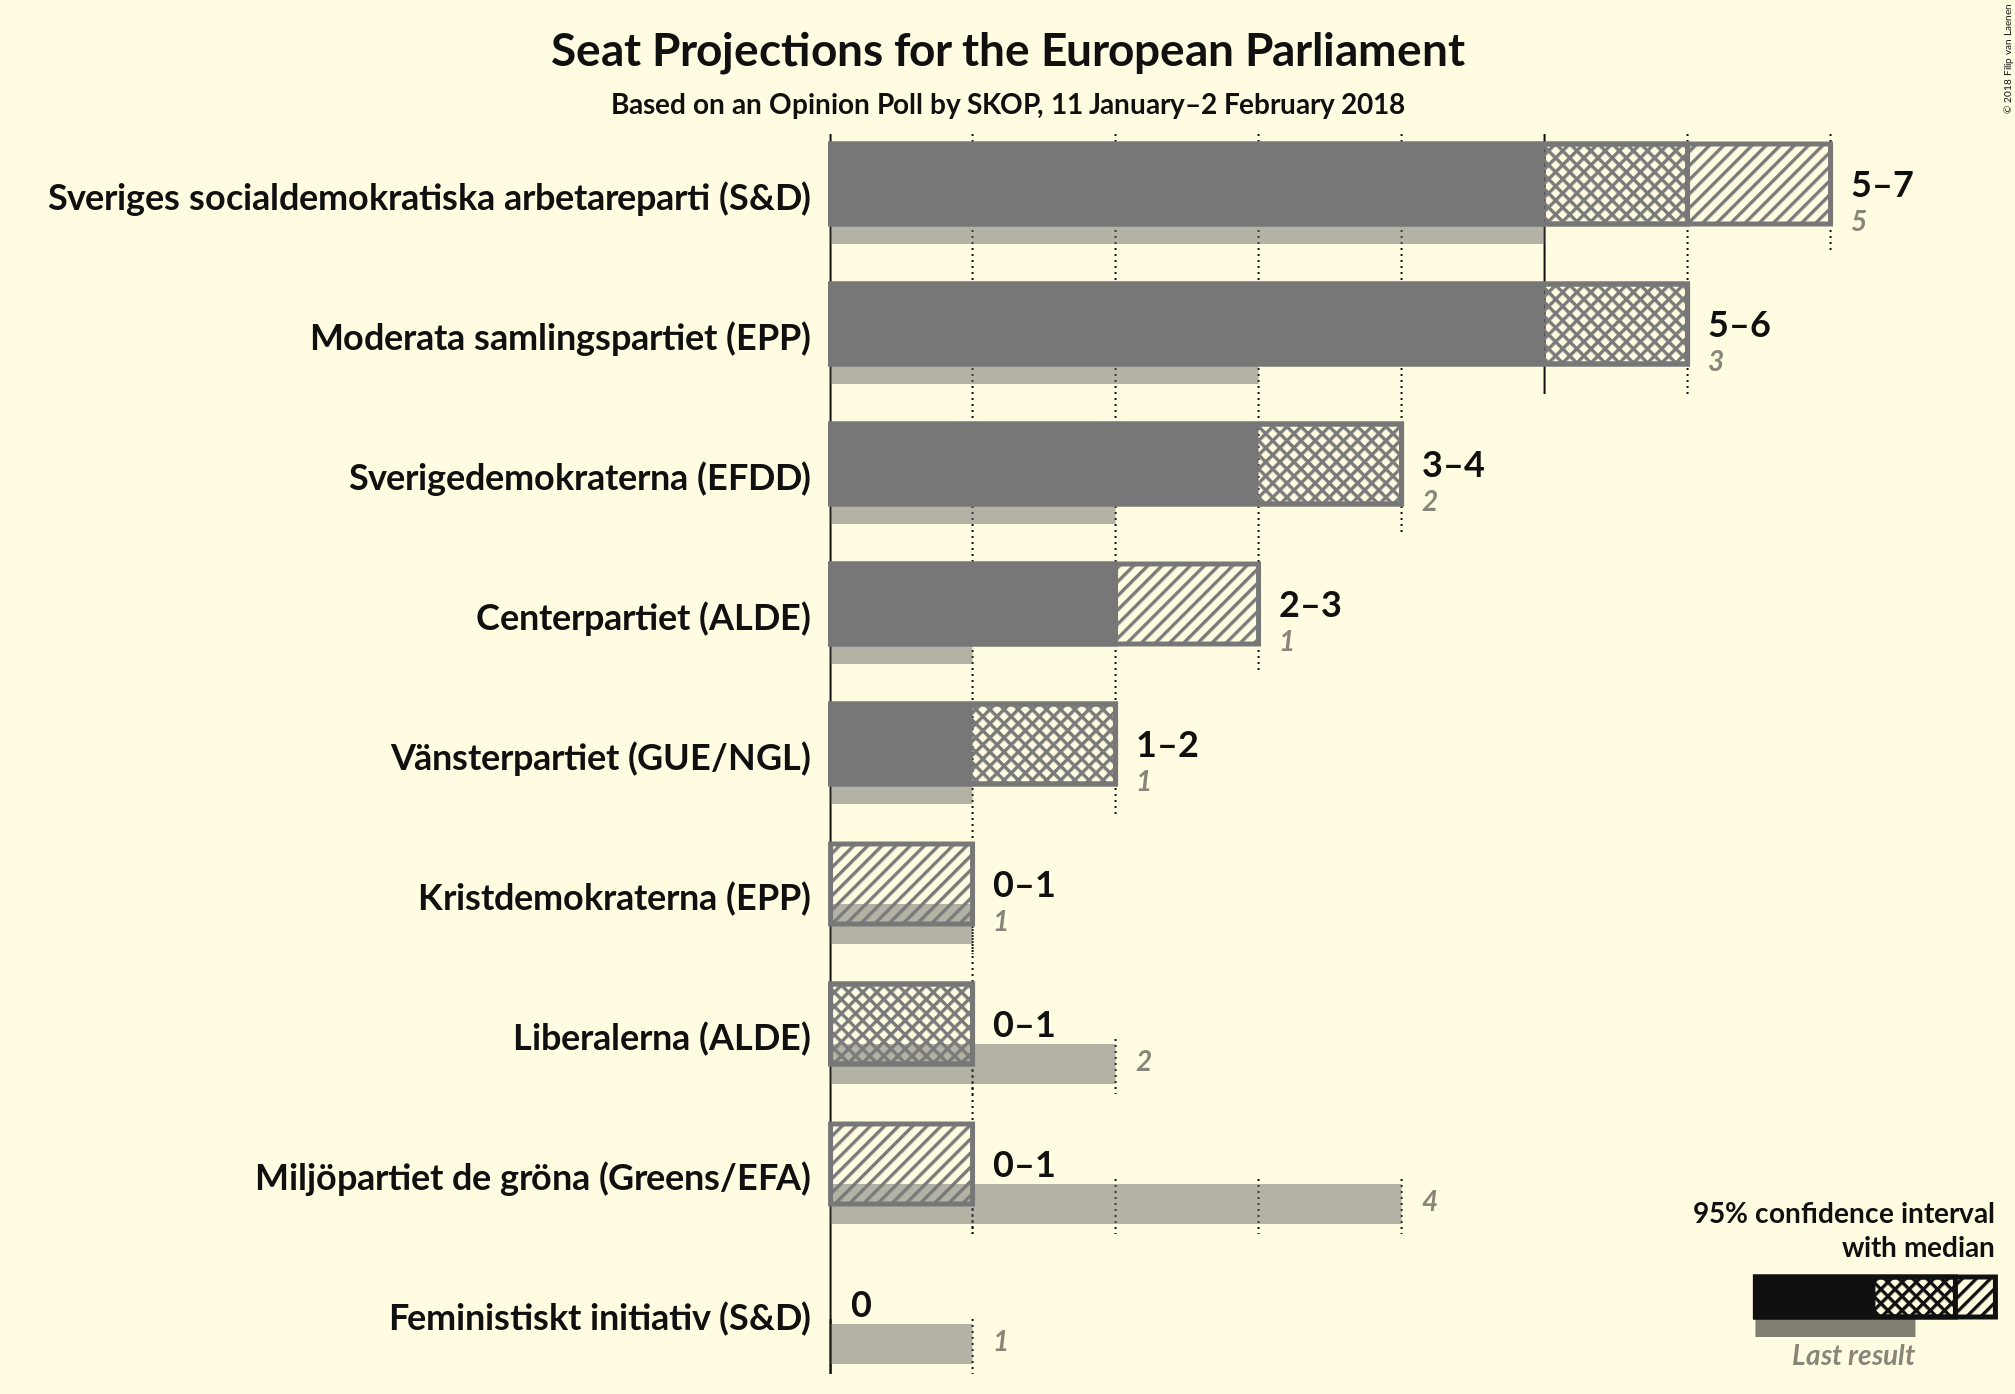 Seat Projections for the European Parliament
Based on an Opinion Poll by SKOP, 11 January–2 February 2018
© 2018 Filip van Laenen
Sveriges socialdemokratiska arbetareparti (S&D)
5–7
5
Moderata samlingspartiet (EPP)
5–6
3
Sverigedemokraterna (EFDD)
3–4
2
Centerpartiet (ALDE)
2–3
1
Vänsterpartiet (GUE/NGL)
1–2
1
Kristdemokraterna (EPP)
0–1
1
Liberalerna (ALDE)
0–1
2
Miljöpartiet de gröna (Greens/EFA)
0–1
4
Feministiskt initiativ (S&D)
0
1
95% confidence interval
with median
Last result